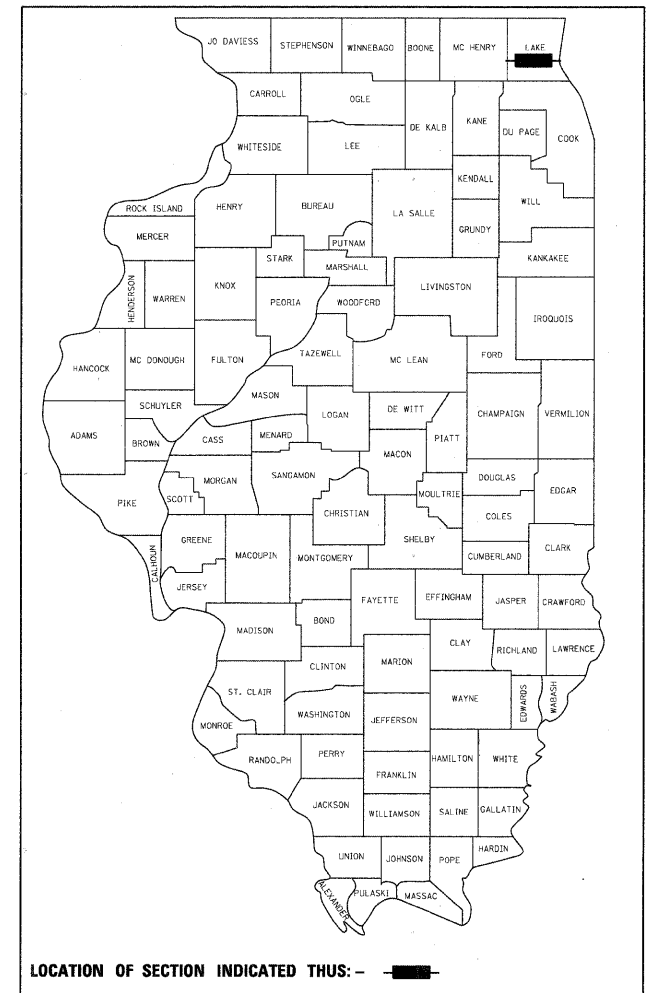 JO DAVIESS STEPHENSON WINNEBAGO BOONE MC HENRY LAKE
CARROLL OGLE DE KALB KANE DU PAGE COOK
WHITESIDE LEE
KENDALL
ROCK ISLAND HENRY BUREAU LA SALLE WILL
MERCER PUTNAM GRUNDY
STARK MARSHALL KANKAKEE
HENDERSON WARREN KNOX PEORIA WOODFORD LIVINGSTON IROQUOIS
HANCOCK MC DONOUGH FULTON TAZEWELL MC LEAN FORD
MASON
SCHUYLER LOGAN DE WITT CHAMPAIGN VERMILION
ADAMS BROWN CASS MENARD MACON PIATT
PIKE SCOTT MORGAN SANGAMON MOULTRIE DOUGLAS EDGAR
CHRISTIAN COLES
GREENE SHELBY
CALHOUN MACOUPIN MONTGOMERY CUMBERLAND CLARK
JERSEY FAYETTE EFFINGHAM JASPER CRAWFORD
MADISON BOND
CLAY RICHLAND LAWRENCE
CLINTON MARION
ST. CLAIR WAYNE EDWARDS WABASH
MONROE WASHINGTON JEFFERSON
RANDOLPH PERRY HAMILTON WHITE
FRANKLIN
JACKSON WILLIAMSON SALINE GALLATIN
UNION JOHNSON POPE HARDIN
ALEXANDER PULASKI MASSAC
LOCATION OF SECTION INDICATED THUS: -